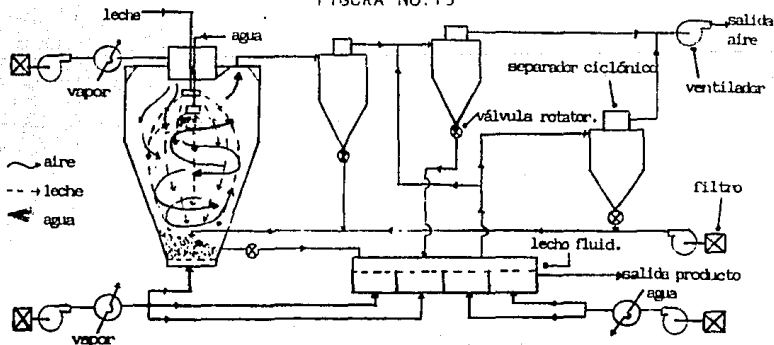 FIGURA NO.15
leche
agua
salida
aire
separador ciclónico
ventilador
vapor
válvula rotator.
aire
leche
agua
filtro
lecho fluid.
salida producto
agua
vapor